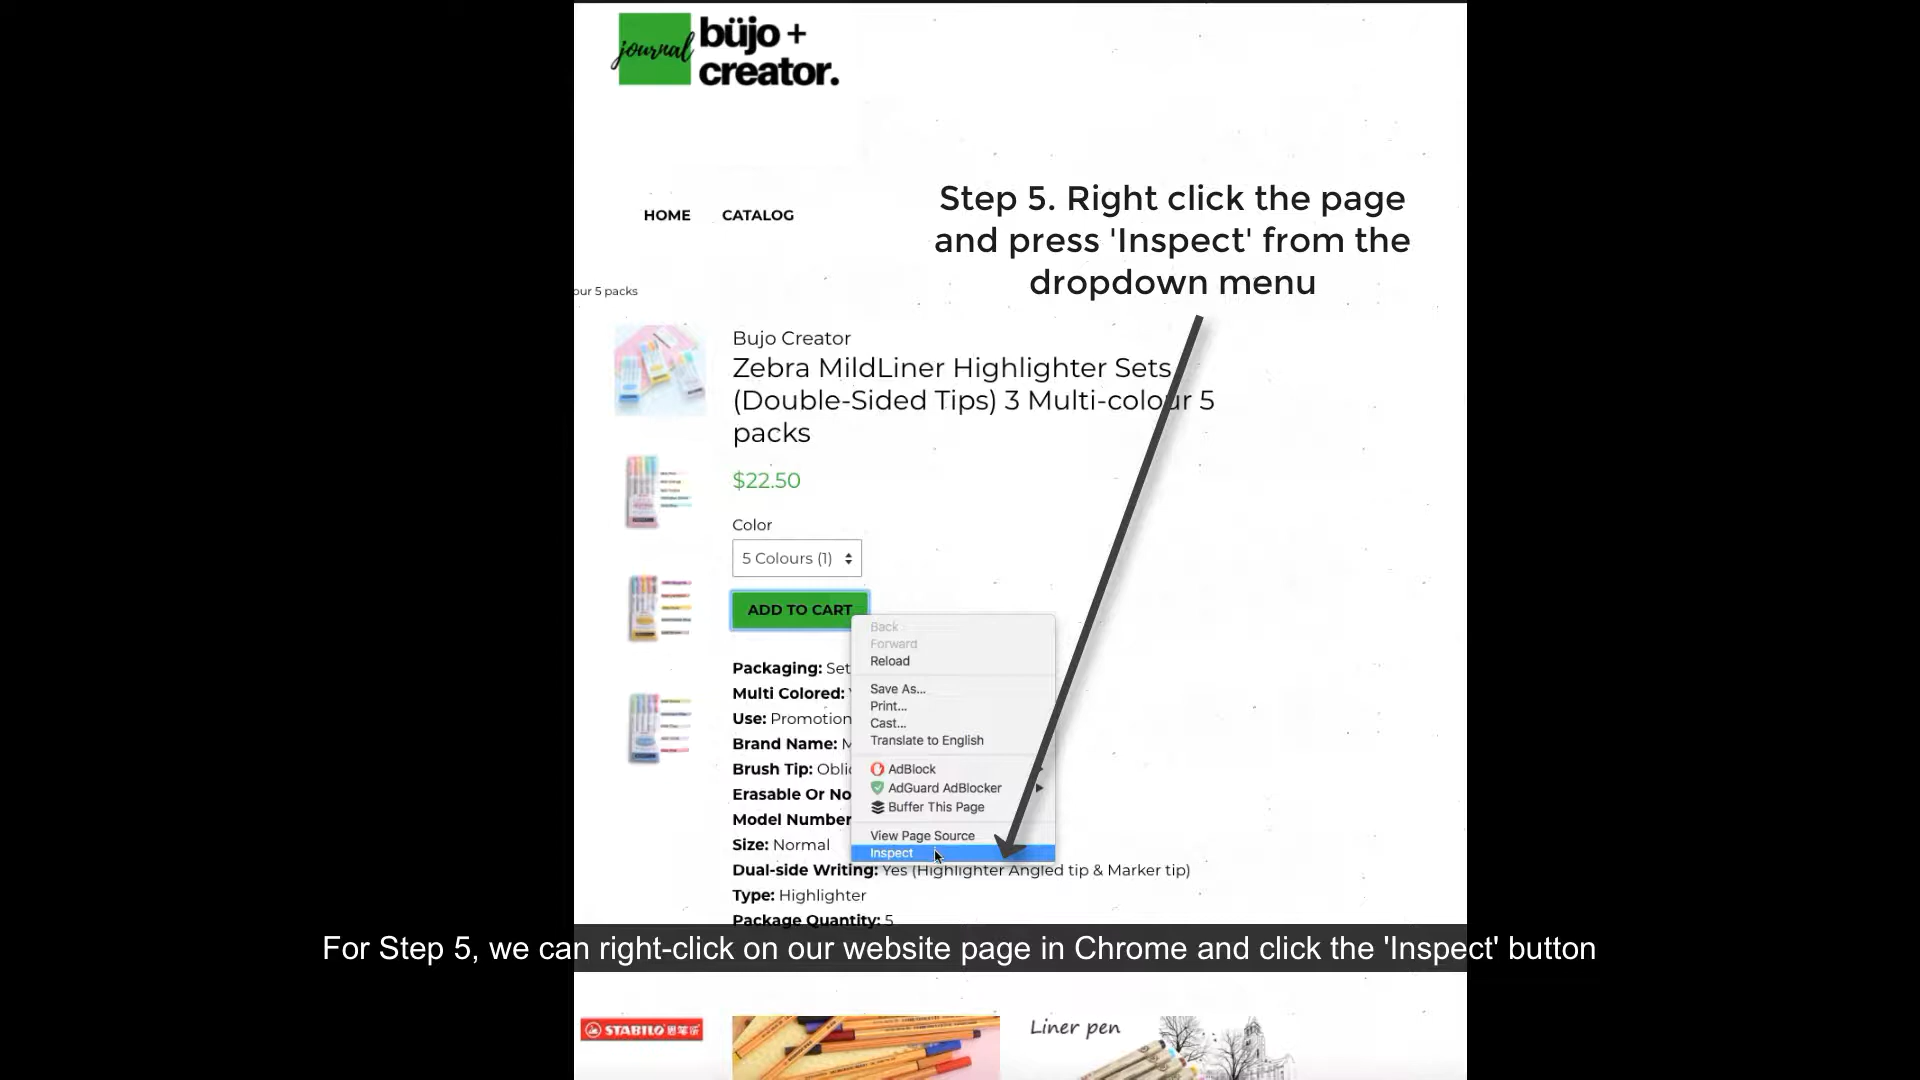 journal
büjo +
creator.
HOME CATALOG
Step 5. Right click the page
and press 'Inspect' from the
dropdown menu
our 5 packs
Bujo Creator
Zebra MildLiner Highlighter Sets
(Double-Sided Tips) 3 Multi-colour 5
packs
$22.50
Color
5 Colours (1)
ADD TO CART
Back
Forward
Reload
Save As...
Print...
Cast...
Translate to English
AdBlock
AdGuard AdBlocker
Buffer This Page
View Page Source
Inspect
Packaging: Set
Multi Colored:
Use: Promotion
Brand Name: M
Brush Tip: Obli
Erasable Or No
Model Number
Size: Normal
Dual-side Writing: Yes (Highlighter Angled tip & Marker tip)
Type: Highlighter
Package Quantity: 5
For Step 5, we can right-click on our website page in Chrome and click the 'Inspect' button
STABILO
Liner pen